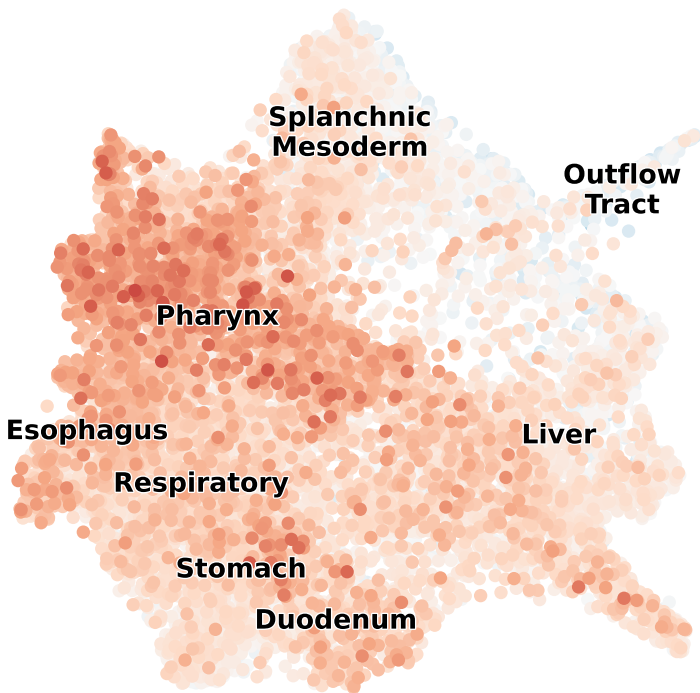 Splanchnic
Mesoderm
Outflow
Tract
Pharynx
Esophagus
Liver
Respiratory
Stomach
Duodenum